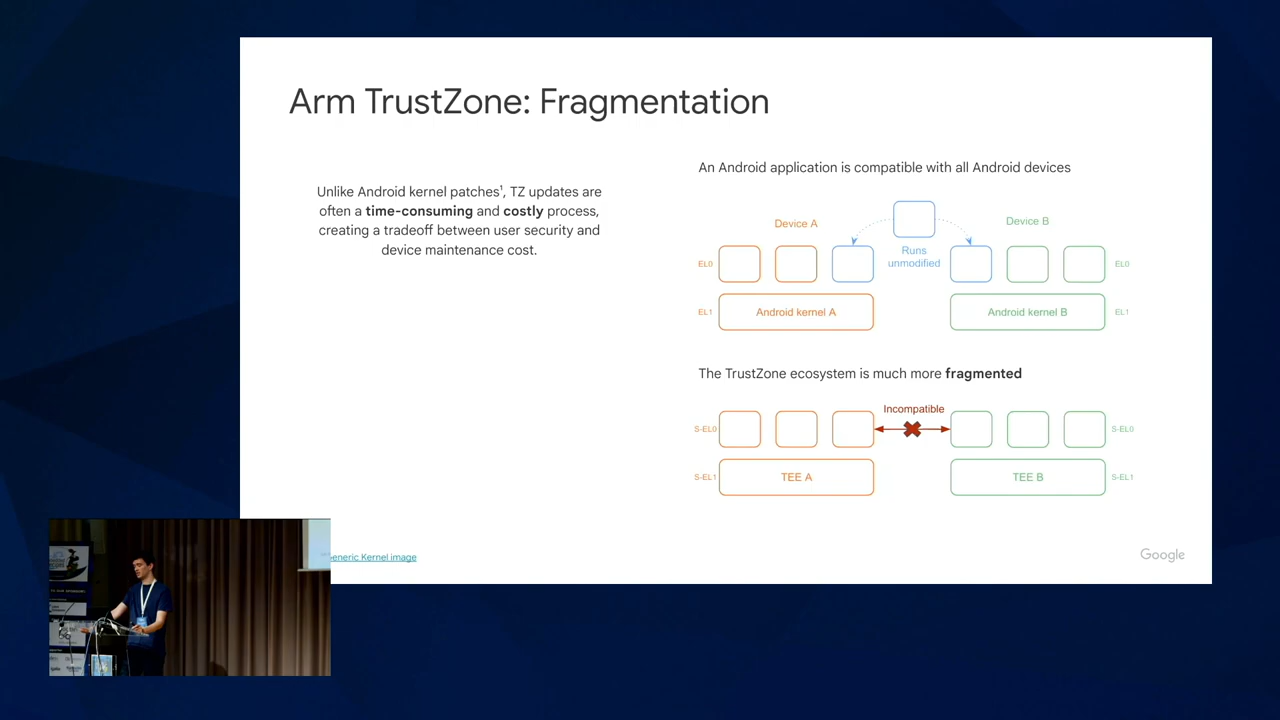 Arm TrustZone: Fragmentation
Unlike Android kernel patches¹, TZ updates are
often a time-consuming and costly process,
creating a tradeoff between user security and
device maintenance cost.
An Android application is compatible with all Android devices
Device A
Device B
Runs
unmodified
EL0
EL0
EL1
Android kernel A
Android kernel B
EL1
The TrustZone ecosystem is much more fragmented
Incompatible
S-EL0
S-EL0
S-EL1
TEE A
TEE B
S-EL1
Kernel image
Google